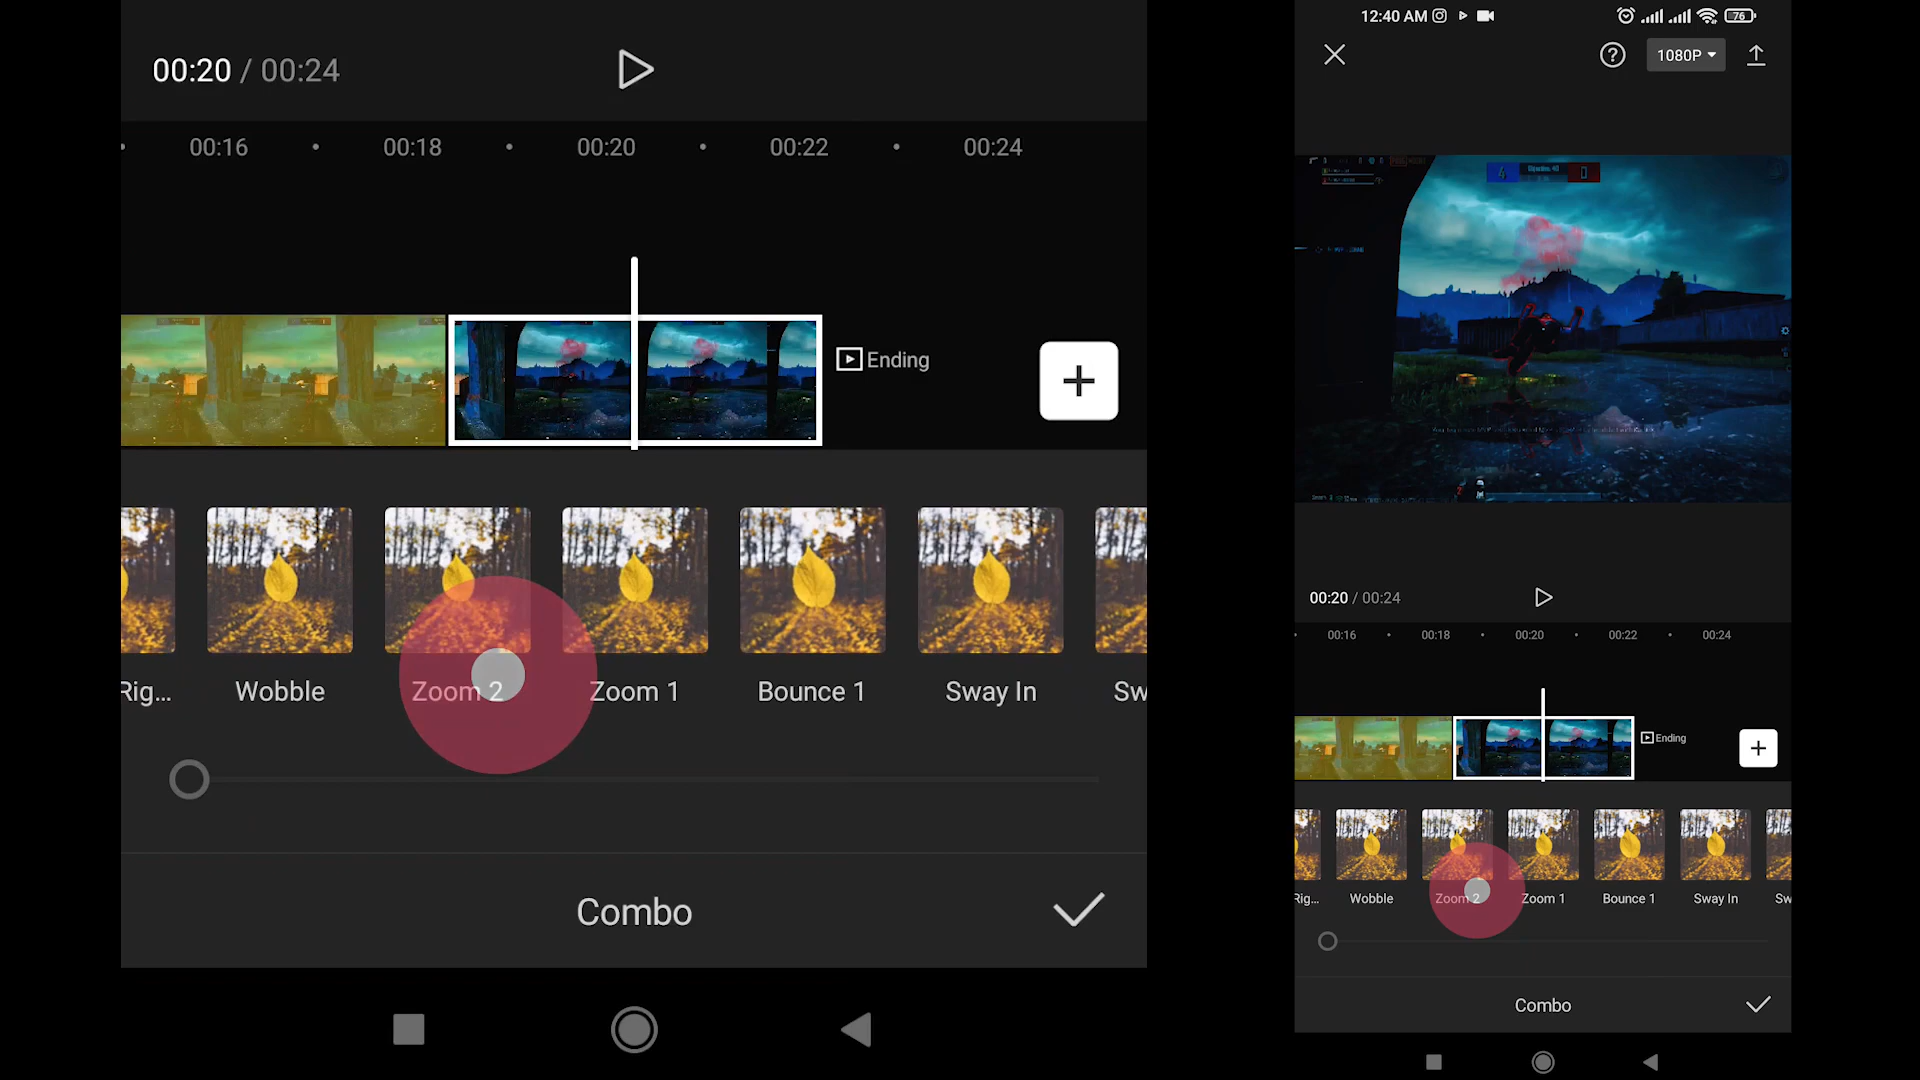 00:20 / 00:24
00:16 00:18 00:20 00:22 00:24
Ending
Rig... Wobble Zoom 2 Zoom 1 Bounce 1 Sway In Sw
Combo
12:40 AM 76
1080P
4 0
00:20 / 00:24
00:16 00:18 00:20 00:22 00:24
Ending
Rig... Wobble Zoom 2 Zoom 1 Bounce 1 Sway In Sw
Combo